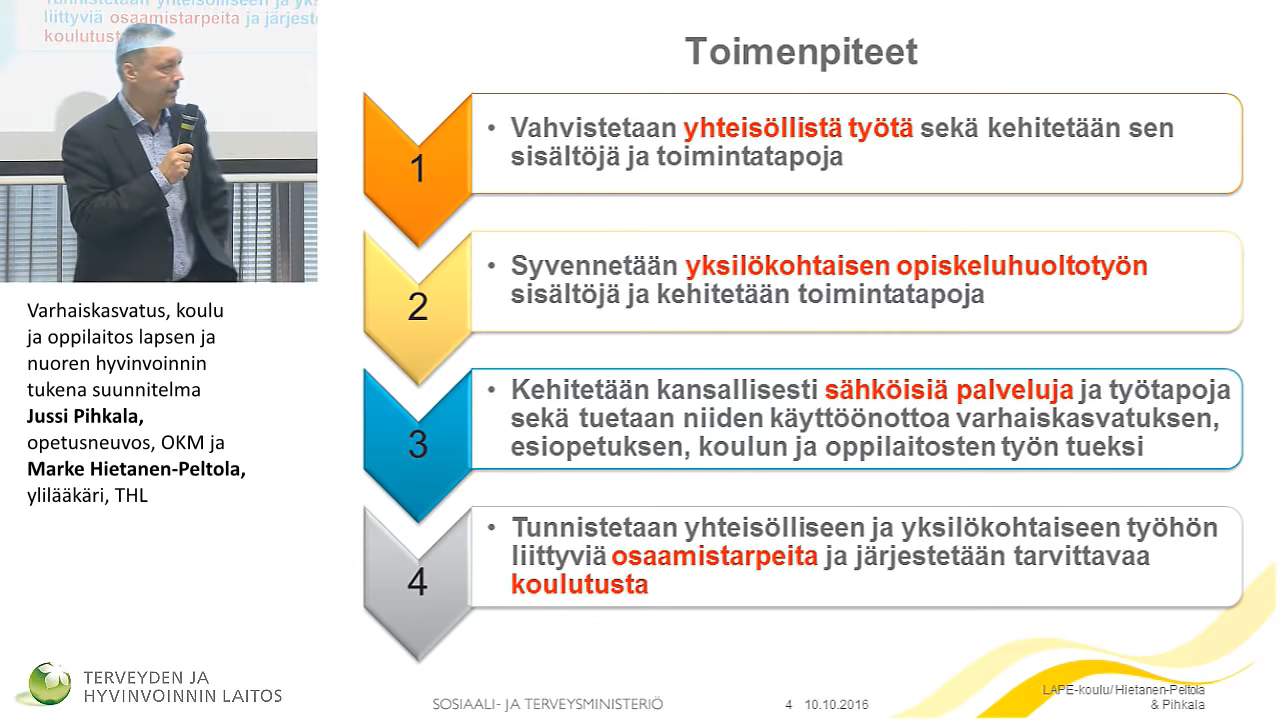 Tunnistetaan yhteisölliseen ja yks
liittyviä osaamistarpeita ja järjeste
koulutust
Varhaiskasvatus, koulu
ja oppilaitos lapsen ja
nuoren hyvinvoinnin
tukena suunnitelma
Jussi Pihkala,
opetusneuvos, OKM ja
Marke Hietanen-Peltola,
ylilääkäri, THL
TERVEYDEN JA
HYVINVOINNIN LAITOS
Toimenpiteet
1
• Vahvistetaan yhteisöllistä työtä sekä kehitetään sen
sisältöjä ja toimintatapoja
2
• Syvennetään yksilökohtaisen opiskeluhuoltotyön
sisältöjä ja kehitetään toimintatapoja
3
• Kehitetään kansallisesti sähköisiä palveluja ja työtapoja
sekä tuetaan niiden käyttöönottoa varhaiskasvatuksen,
esiopetuksen, koulun ja oppilaitosten työn tueksi
4
• Tunnistetaan yhteisölliseen ja yksilökohtaiseen työhön
liittyviä osaamistarpeita ja järjestetään tarvittavaa
koulutusta
SOSIAALI- JA TERVEYSMINISTERIÖ
4 10.10.2016
LAPE-koulu/Hietanen-Peltola
& Pihkala